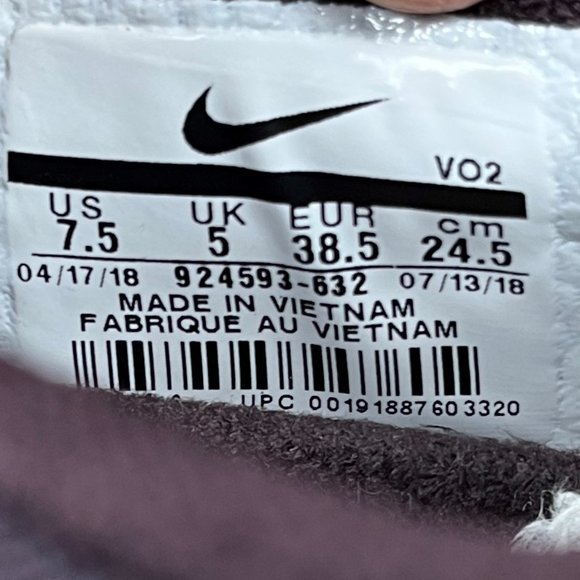 VO2
US UK EUR cm
7.5 5 38.5 24.5
04/17/18 924593-632 07/13/18
MADE IN VIETNAM
FABRIQUE AU VIETNAM
UPC 00191887603320